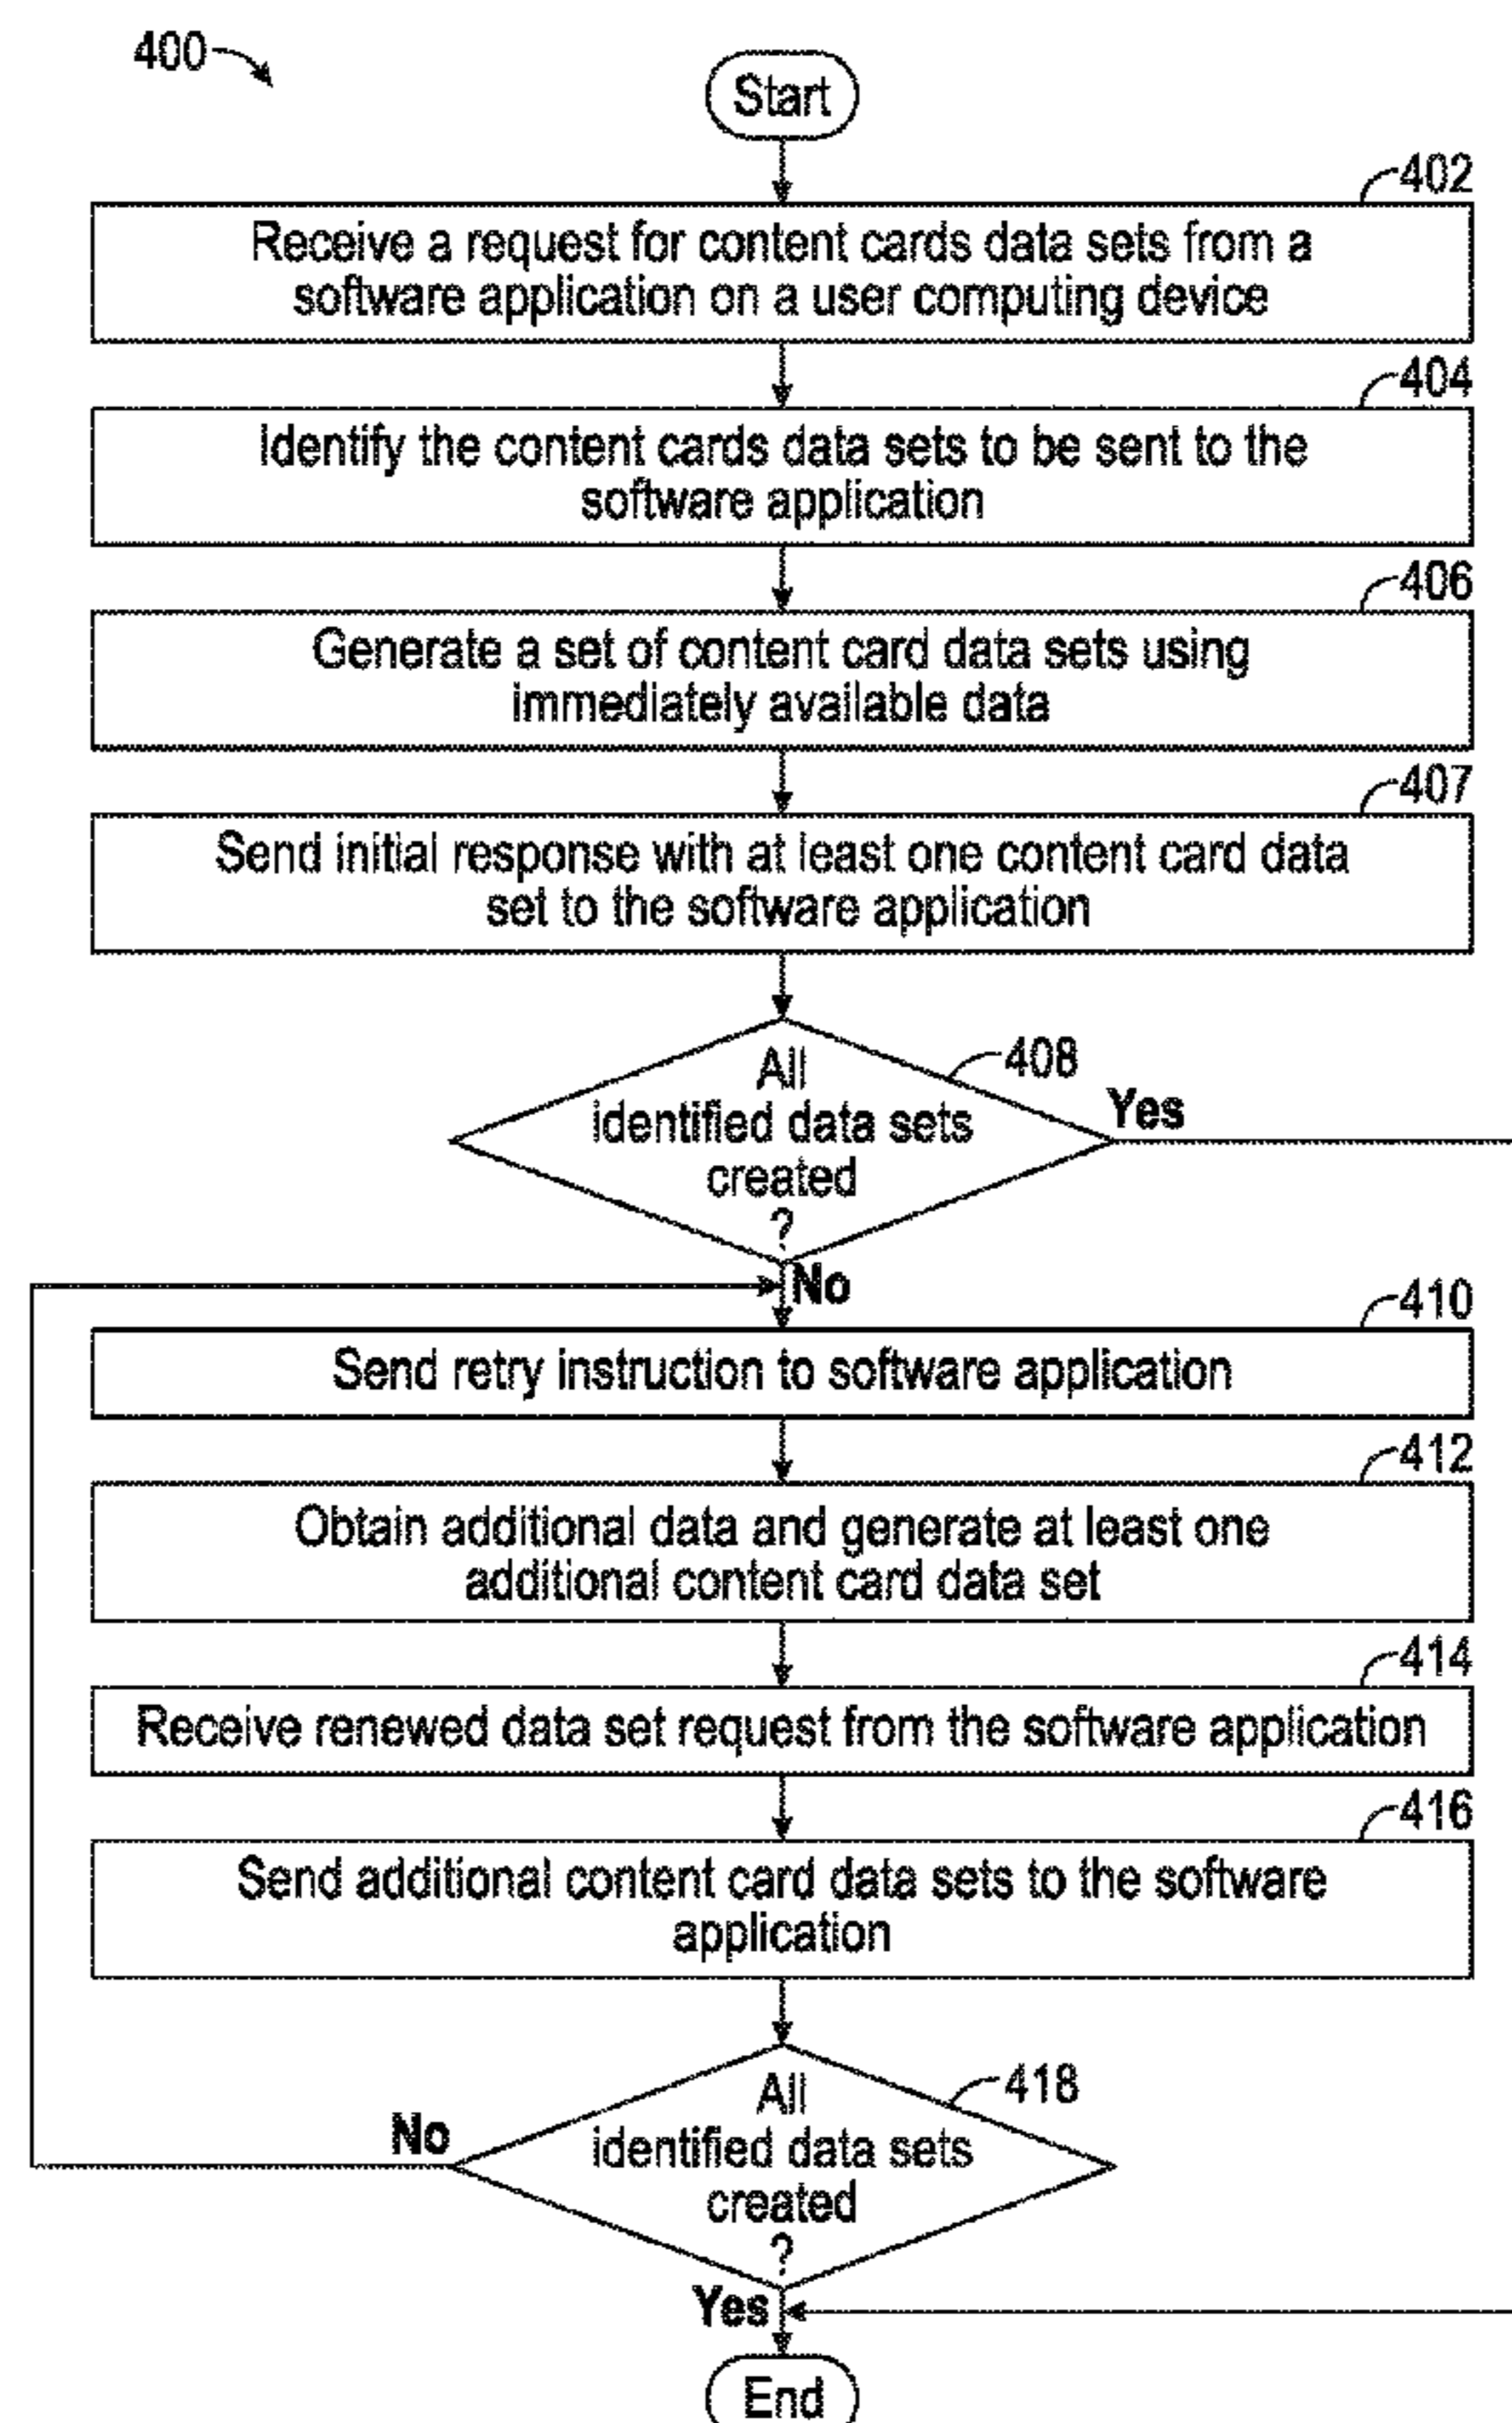 400
Start
402
Receive a request for content cards data sets from a
software application on a user computing device
404
Identify the content cards data sets to be sent to the
software application
406
Generate a set of content card data sets using
immediately available data
407
Send initial response with at least one content card data
set to the software application
408
All
identified data sets
created
?
Yes
No
410
Send retry instruction to software application
412
Obtain additional data and generate at least one
additional content card data set
414
Receive renewed data set request from the software application
416
Send additional content card data sets to the software
application
418
All
identified data sets
created
?
No
Yes
End